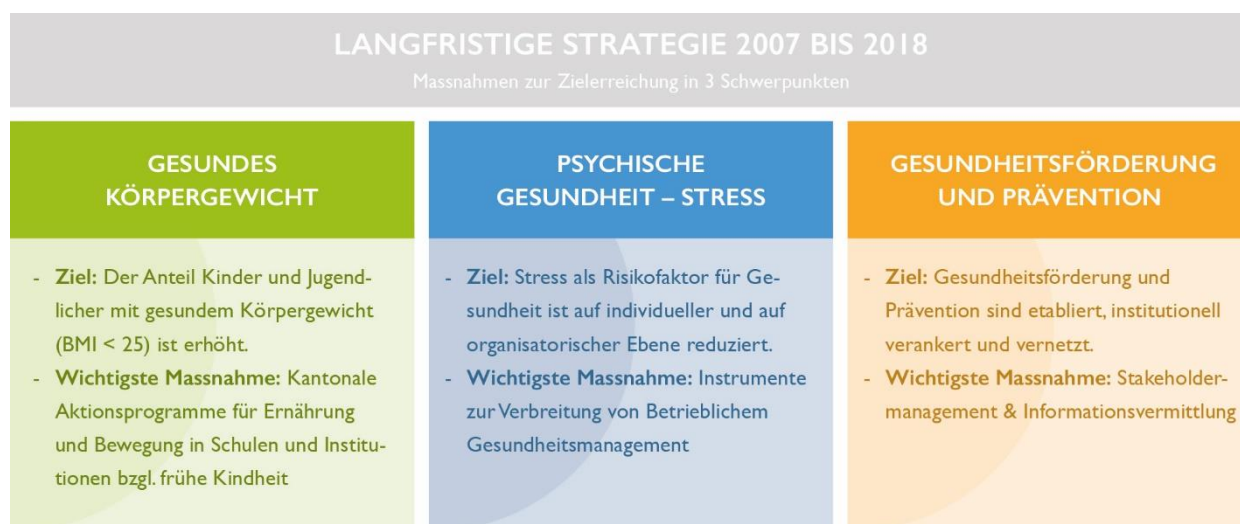 LANGFRISTIGE STRATEGIE 2007 BIS 2018
Massnahmen zur Zielerreichung in 3 Schwerpunkten
GESUNDES
KÖRPERGEWICHT
- Ziel: Der Anteil Kinder und Jugend-
licher mit gesundem Körpergewicht
(BMI < 25) ist erhöht.
- Wichtigste Massnahme: Kantonale
Aktionsprogramme für Ernährung
und Bewegung in Schulen und Institu-
tionen bzgl. frühe Kindheit
PSYCHISCHE
GESUNDHEIT – STRESS
- Ziel: Stress als Risikofaktor für Ge-
sundheit ist auf individueller und auf
organisatorischer Ebene reduziert.
- Wichtigste Massnahme: Instrumente
zur Verbreitung von Betrieblichem
Gesundheitsmanagement
GESUNDHEITSFÖRDERUNG
UND PRÄVENTION
- Ziel: Gesundheitsförderung und
Prävention sind etabliert, institutionell
verankert und vernetzt.
- Wichtigste Massnahme: Stakeholder-
management & Informationsvermittlung